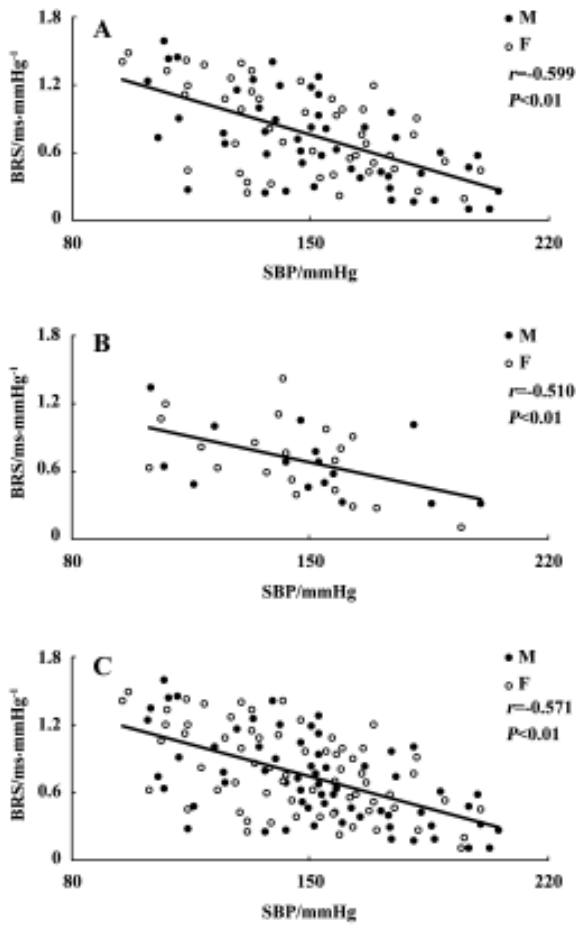 A
M
F
r=-0.599
P<0.01
BRS/ms·mmHg-1
1.8
1.2
0.6
0
80
150
220
SBP/mmHg
B
M
F
r=-0.510
P<0.01
BRS/ms·mmHg-1
1.8
1.2
0.6
0
80
150
220
SBP/mmHg
C
M
F
r=-0.571
P<0.01
BRS/ms·mmHg-1
1.8
1.2
0.6
0
80
150
220
SBP/mmHg